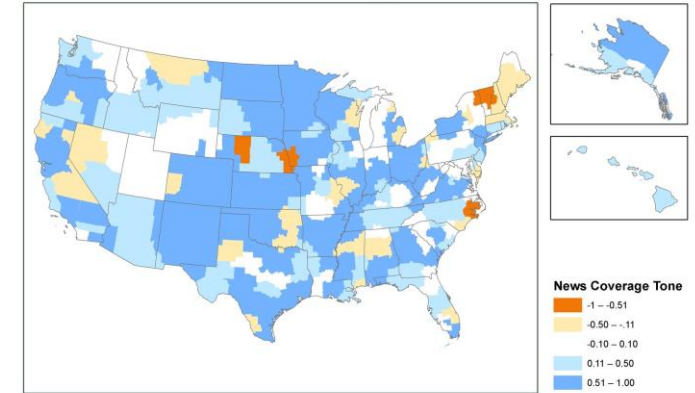 News Coverage Tone
-1 – -0.51
-0.50 – -.11
-0.10 – 0.10
0.11 – 0.50
0.51 – 1.00